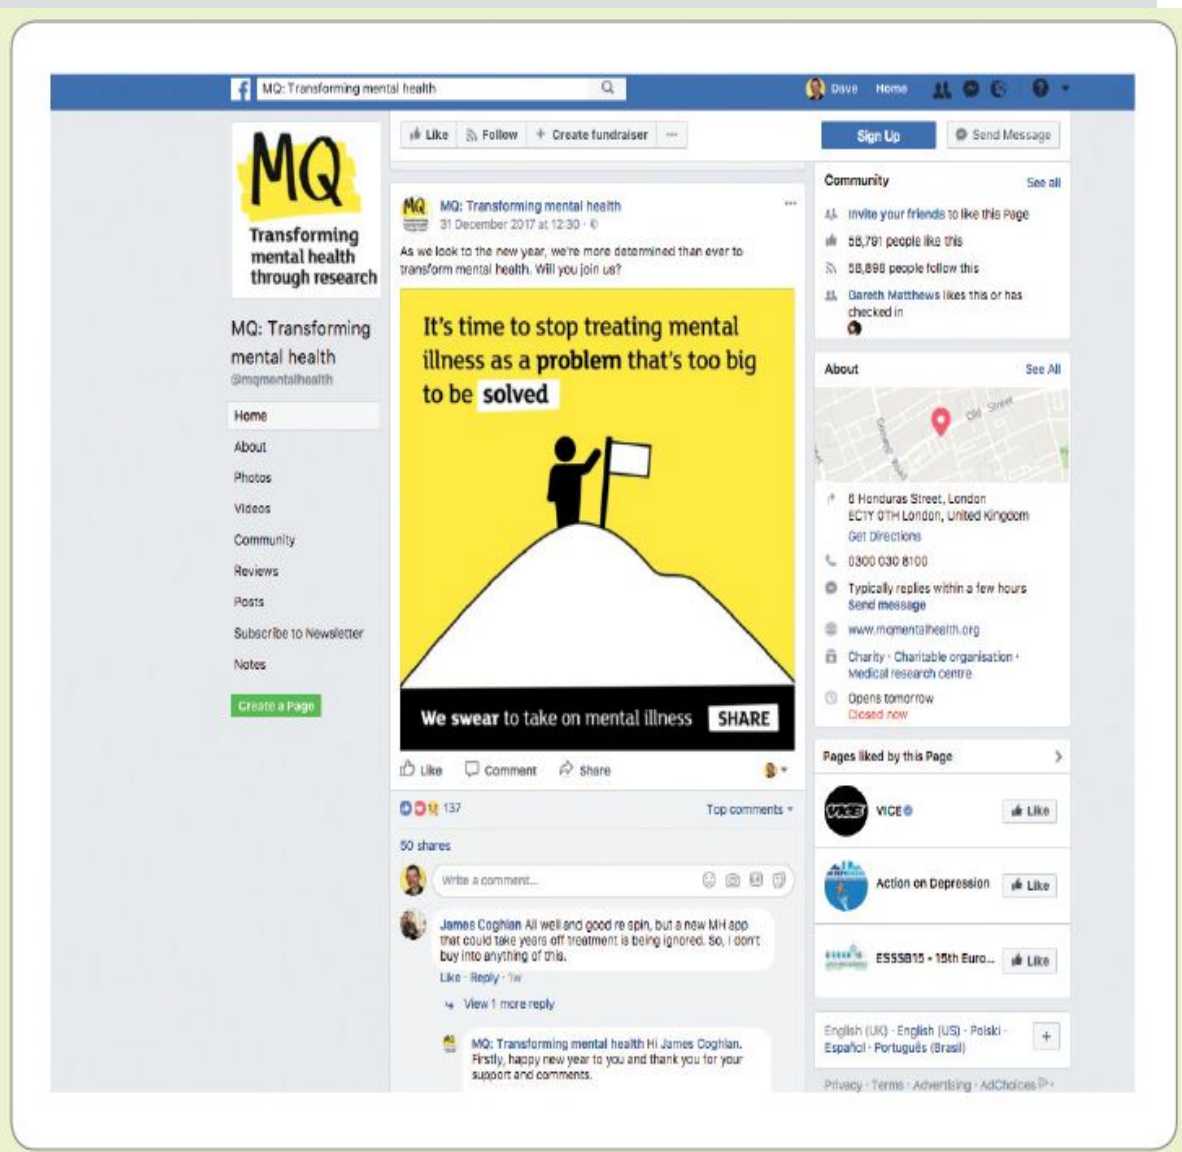 MQ: Transforming mental health
Dave Home
MQ
Transforming
mental health
through research
MQ: Transforming
mental health
@mqmentalhealth
Home
About
Photos
Videos
Community
Reviews
Posts
Subscribe to Newsletter
Notes
Create a Page
Like Follow + Create fundraiser ...
Sign Up Send Message
MQ MQ: Transforming mental health ...
31 December 2017 at 12:30 ·
As we look to the new year, we're more determined than ever to
transform mental health. Will you join us?
It's time to stop treating mental
illness as a problem that's too big
to be solved
We swear to take on mental illness SHARE
Like Comment Share
137 Top comments
50 shares
Write a comment...
James Coghlan All well and good re spin, but a new MH app
that could take years off treatment is being ignored. So, I don't
buy into anything of this.
Like · Reply · 1w
View 1 more reply
MQ: Transforming mental health Hi James Coghlan.
Firstly, happy new year to you and thank you for your
support and comments.
Community See all
Invite your friends to like this Page
58,791 people like this
58,898 people follow this
Gareth Matthews likes this or has
checked in
About See All
Old Street
6 Honduras Street, London
EC1Y 0TH London, United Kingdom
Get Directions
0300 030 8100
Typically replies within a few hours
Send message
www.mqmentalhealth.org
Charity · Charitable organisation ·
Medical research centre
Opens tomorrow
Closed now
Pages liked by this Page
VICE VICE Like
Action on Depression Like
ESSSB15 - 15th Euro... Like
English (UK) · English (US) · Polski ·
Español · Português (Brasil) +
Privacy · Terms · Advertising · AdChoices ·